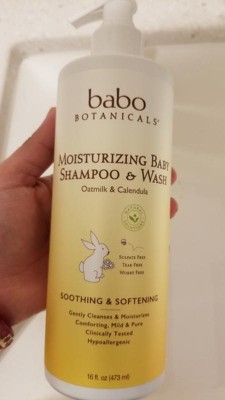 babo
BOTANICALS
MOISTURIZING BABY
SHAMPOO & WASH
Oatmilk & Calendula
SULFATE FREE
TEAR FREE
WHEAT FREE
SOOTHING & SOFTENING
Gently Cleanses & Moisturizes
Comforting, Mild & Pure
Clinically Tested
Hypoallergenic
16 fl. oz (473 ml)